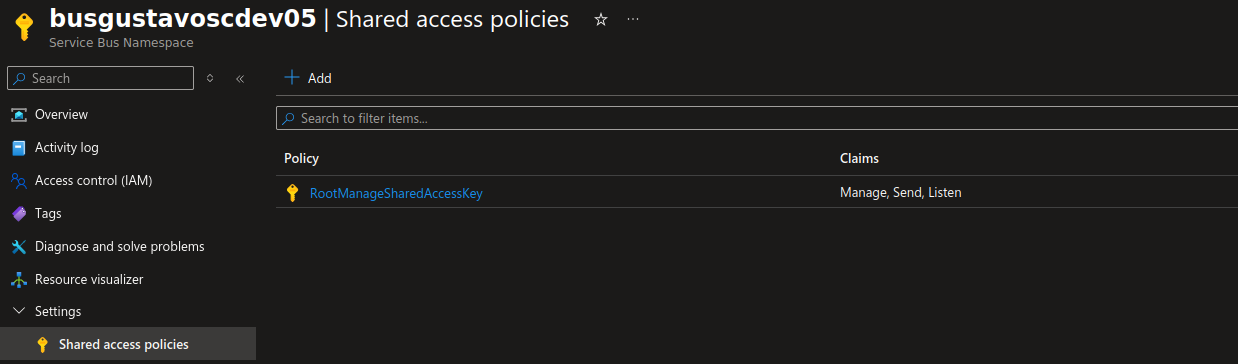 busgustavoscdev05 | Shared access policies
Service Bus Namespace
Search
Add
Overview
Search to filter items...
Activity log
Policy
Claims
Access control (IAM)
RootManageSharedAccessKey
Manage, Send, Listen
Tags
Diagnose and solve problems
Resource visualizer
Settings
Shared access policies